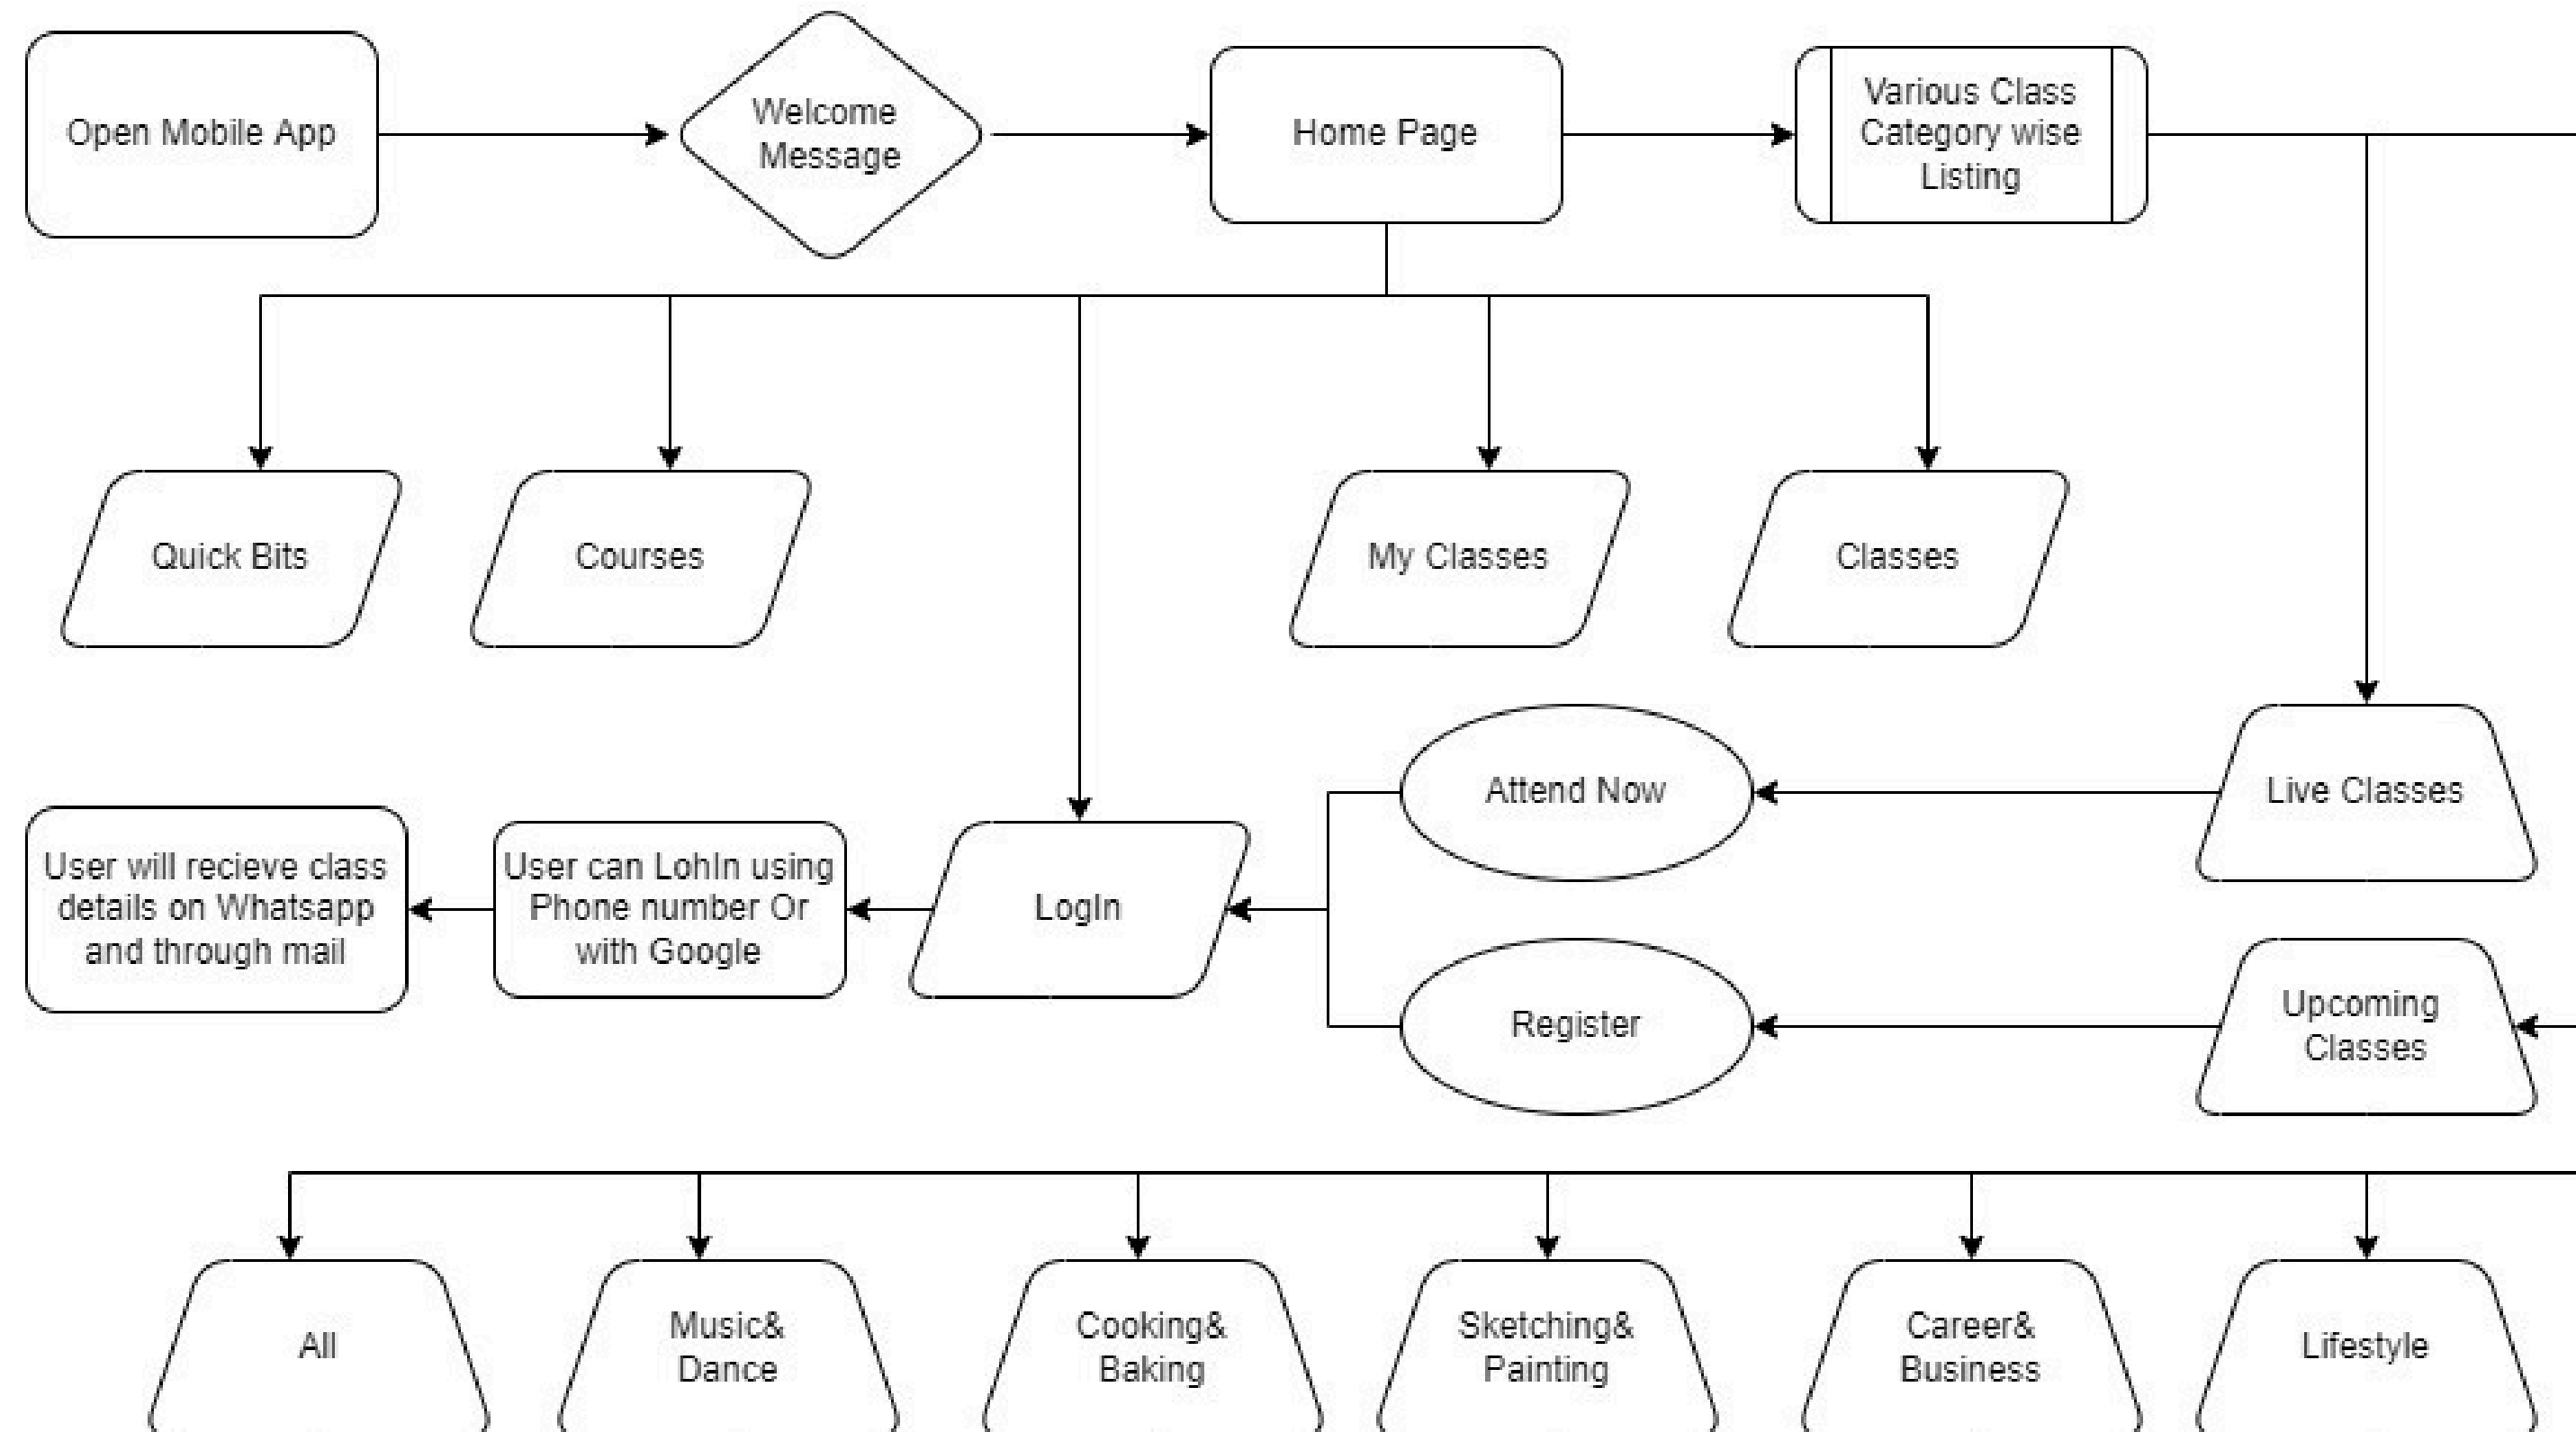 Open Mobile App
Welcome
Message
Home Page
Various Class
Category wise
Listing
Quick Bits
Courses
My Classes
Classes
Attend Now
Live Classes
User will recieve class
details on Whatsapp
and through mail
User can LohIn using
Phone number Or
with Google
LogIn
Register
Upcoming
Classes
All
Music&
Dance
Cooking&
Baking
Sketching&
Painting
Career&
Business
Lifestyle